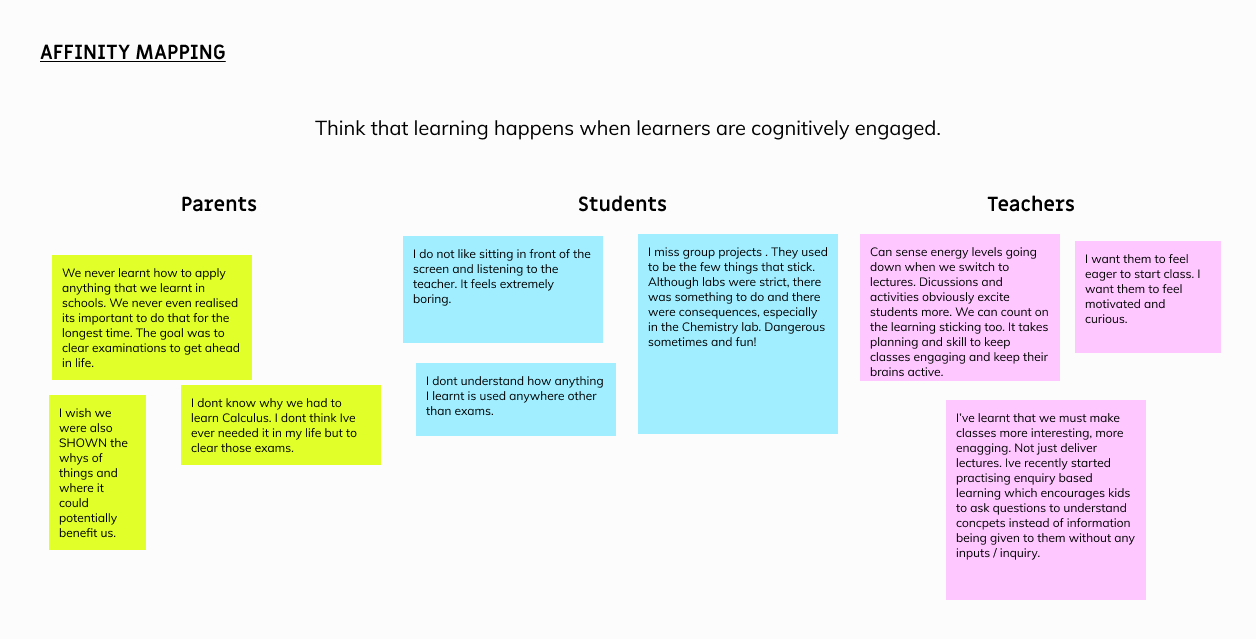 AFFINITY MAPPING
Think that learning happens when learners are cognitively engaged.
Parents
We never learnt how to apply
anything that we learnt in
schools. We never even realised
its important to do that for the
longest time. The goal was to
clear examinations to get ahead
in life.
I wish we
were also
SHOWN the
whys of
things and
where it
could
potentially
benefit us.
I dont know why we had to
learn Calculus. I dont think Ive
ever needed it in my life but to
clear those exams.
Students
I do not like sitting in front of the
screen and listening to the
teacher. It feels extremely
boring.
I miss group projects . They used
to be the few things that stick.
Although labs were strict, there
was something to do and there
were consequences, especially
in the Chemistry lab. Dangerous
sometimes and fun!
I dont understand how anything
I learnt is used anywhere other
than exams.
Teachers
Can sense energy levels going
down when we switch to
lectures. Dicussions and
activities obviously excite
students more. We can count on
the learning sticking too. It takes
planning and skill to keep
classes engaging and keep their
brains active.
I want them to feel
eager to start class. I
want them to feel
motivated and
curious.
I've learnt that we must make
classes more interesting, more
enagging. Not just deliver
lectures. Ive recently started
practising enquiry based
learning which encourages kids
to ask questions to understand
concpets instead of information
being given to them without any
inputs / inquiry.